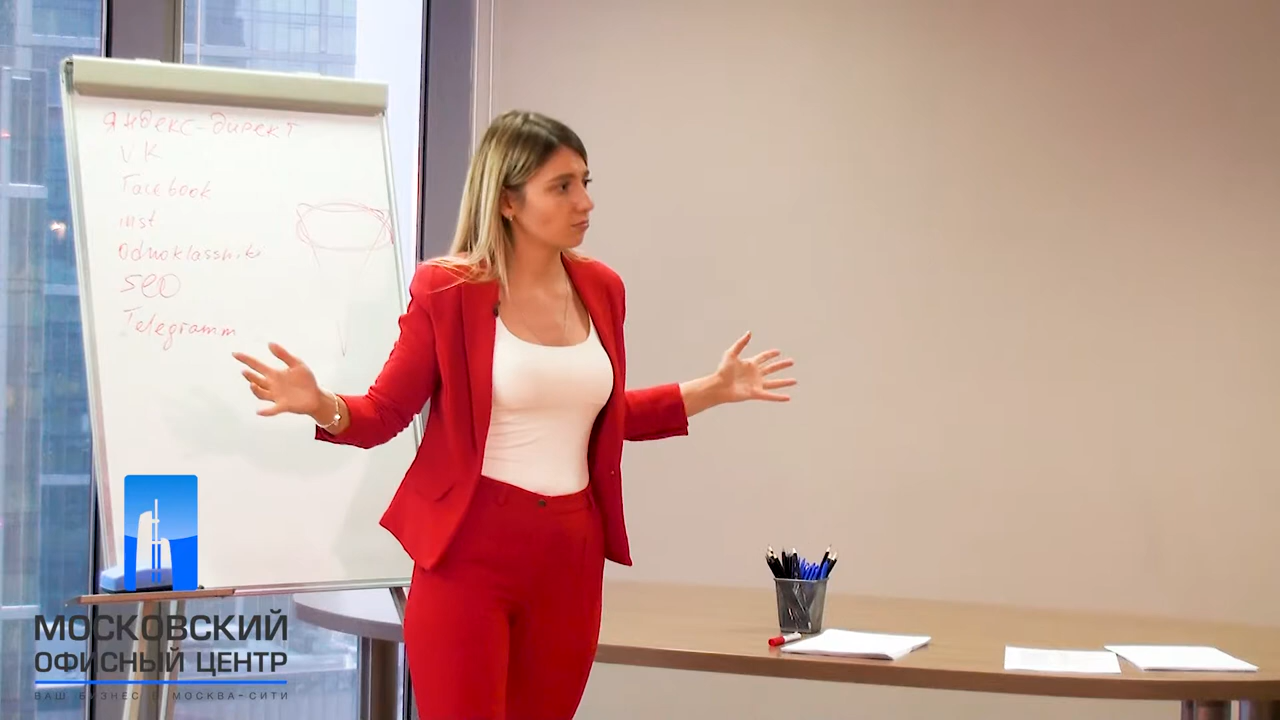 яндекс-директ
VK
Facebook
inst
Odnoklassniki
seo
Telegramm
МОСКОВСКИЙ
ОФИСНЫЙ ЦЕНТР
ВАШ БИЗНЕС В МОСКВА-СИТИ